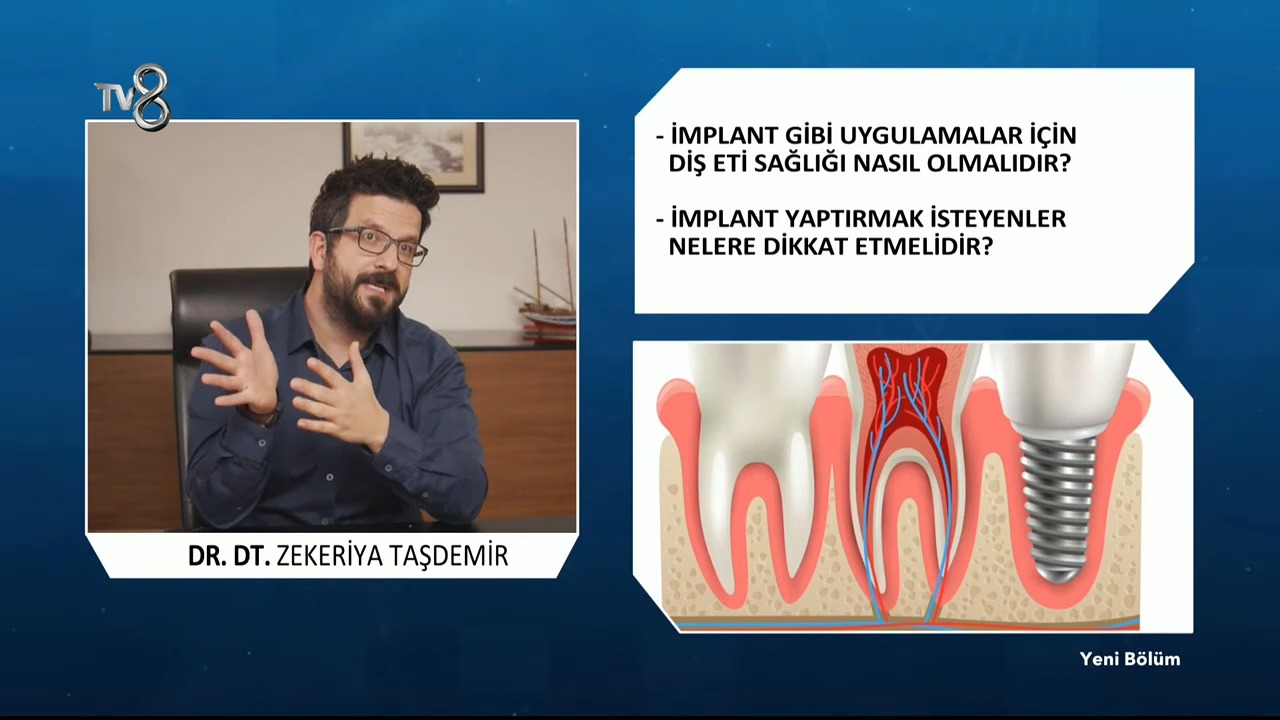 TV8
- İMPLANT GİBİ UYGULAMALAR İÇİN
DİŞ ETİ SAĞLIĞI NASIL OLMALIDIR?
- İMPLANT YAPTIRMAK İSTEYENLER
NELERE DİKKAT ETMELİDİR?
DR. DT. ZEKERİYA TAŞDEMİR
Yeni Bölüm